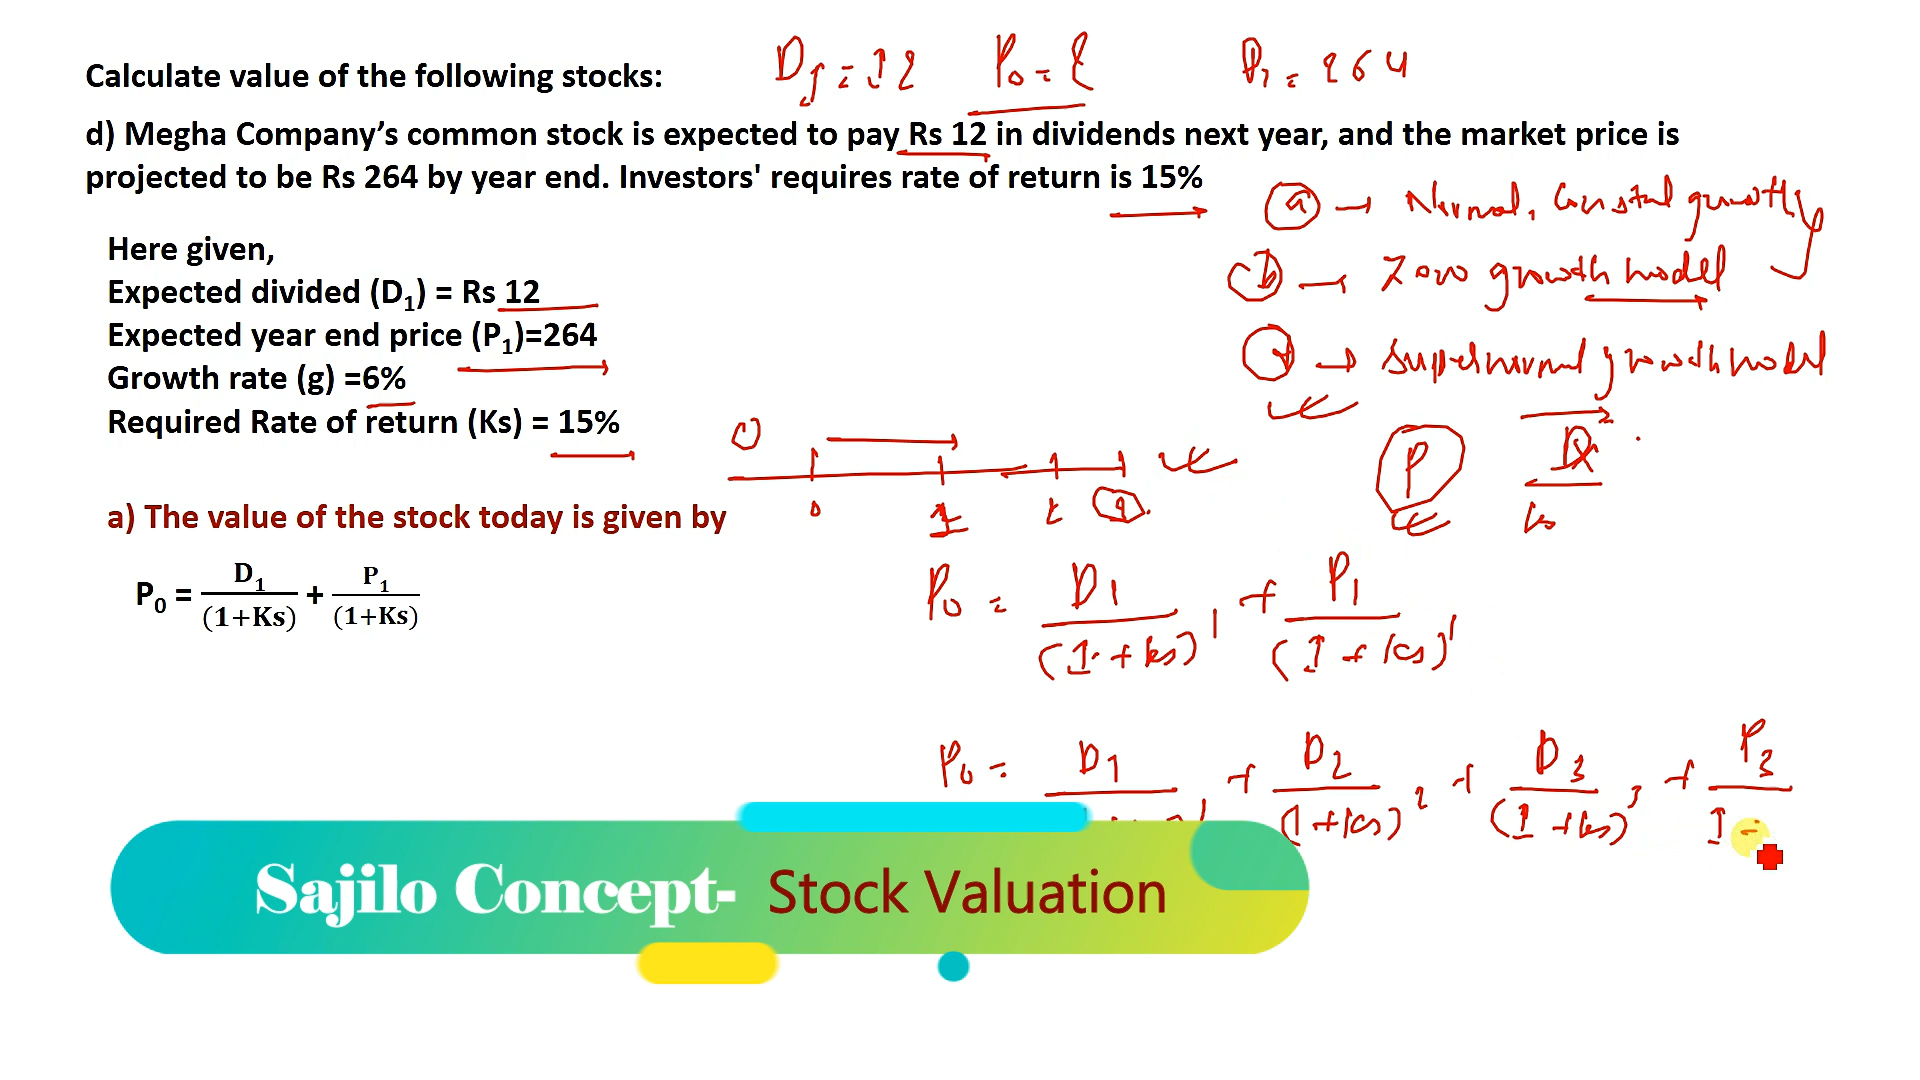 Calculate value of the following stocks:
D1 = 12 P0 = ? P1 = 264
d) Megha Company’s common stock is expected to pay Rs 12 in dividends next year, and the market price is
projected to be Rs 264 by year end. Investors' requires rate of return is 15%
a → Normal, Constant growth
b → Zero growth model
→ Supernormal growth model
Here given,
Expected divided (D1) = Rs 12
Expected year end price (P1)=264
Growth rate (g) =6%
Required Rate of return (Ks) = 15%
0 1
P
ks
a) The value of the stock today is given by
P0 = D1/(1+Ks) + P1/(1+Ks)
P0 = D1/(1+ks)^1 + P1/(1+ks)^1
P0 = D1 + D2/(1+ks)^2 + D3/(1+ks)^3 + P3
Sajilo Concept- Stock Valuation